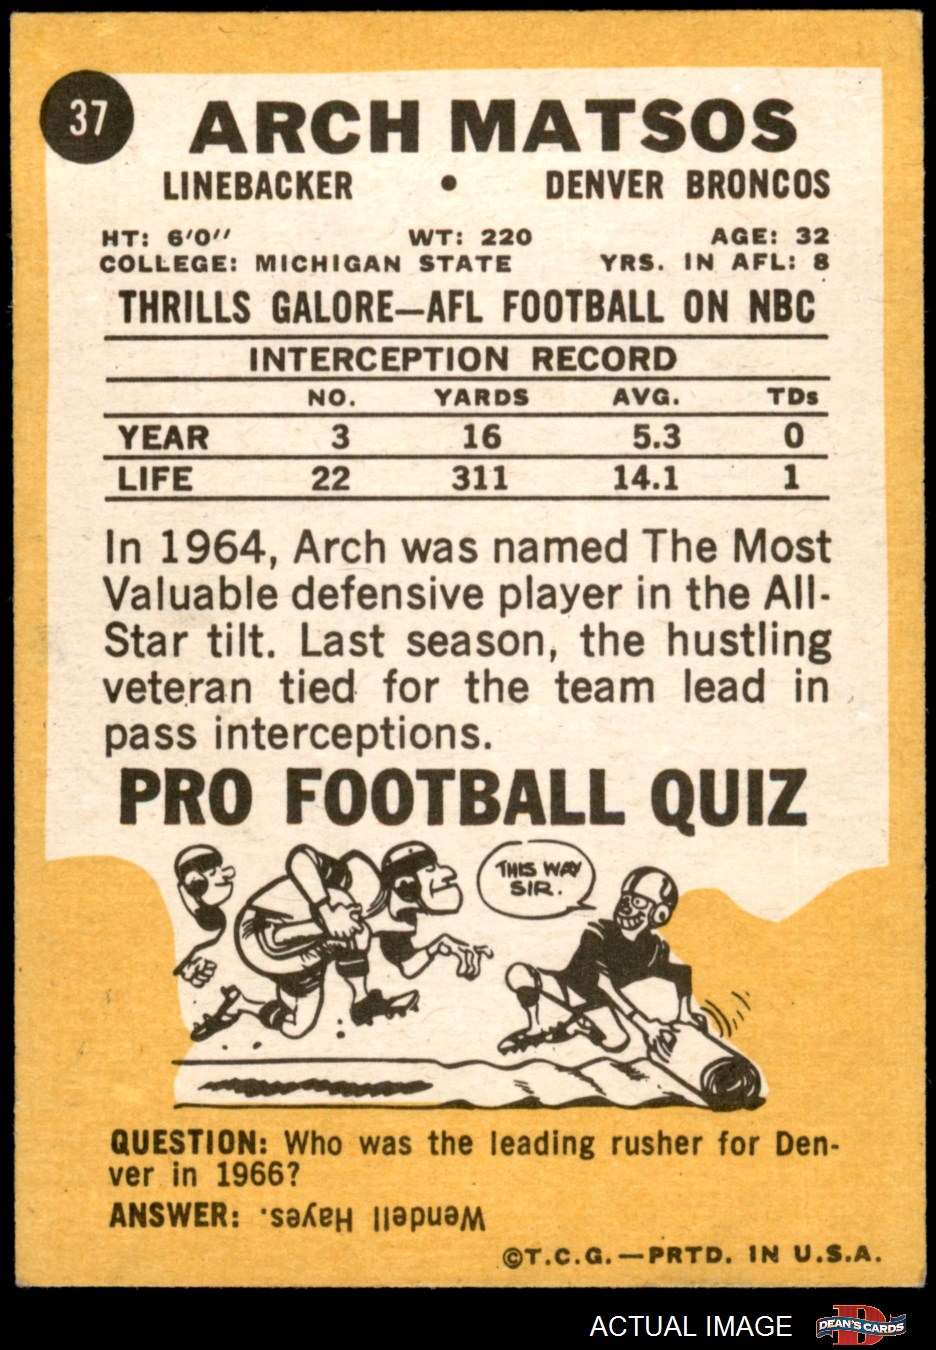 37
ARCH MATSOS
LINEBACKER • DENVER BRONCOS
HT: 6'0" WT: 220 AGE: 32
COLLEGE: MICHIGAN STATE YRS. IN AFL: 8
THRILLS GALORE—AFL FOOTBALL ON NBC
INTERCEPTION RECORD
NO. YARDS AVG. TDs
YEAR 3 16 5.3 0
LIFE 22 311 14.1 1
In 1964, Arch was named The Most
Valuable defensive player in the All-
Star tilt. Last season, the hustling
veteran tied for the team lead in
pass interceptions.
PRO FOOTBALL QUIZ
THIS WAY
SIR.
QUESTION: Who was the leading rusher for Den-
ver in 1966?
ANSWER: Wendell Hayes.
©T.C.G.—PRTD. IN U.S.A.
ACTUAL IMAGE
DEAN'S CARDS